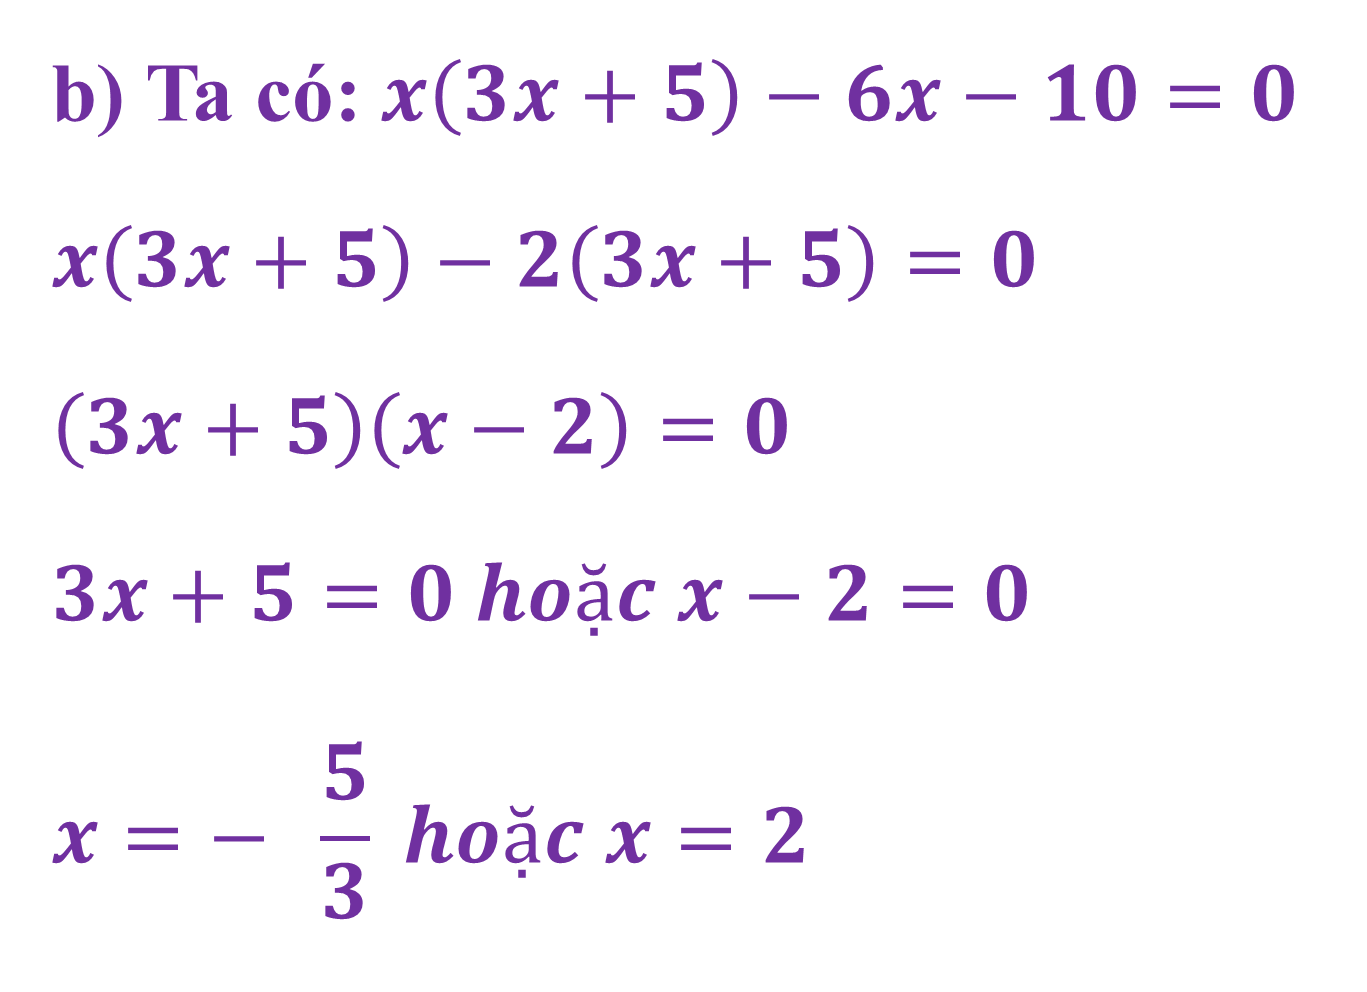 b) Ta có: x(3x + 5) − 6x − 10 = 0
x(3x + 5) − 2(3x + 5) = 0
(3x + 5)(x − 2) = 0
3x + 5 = 0 hoặc x − 2 = 0
x = − 5/3 hoặc x = 2